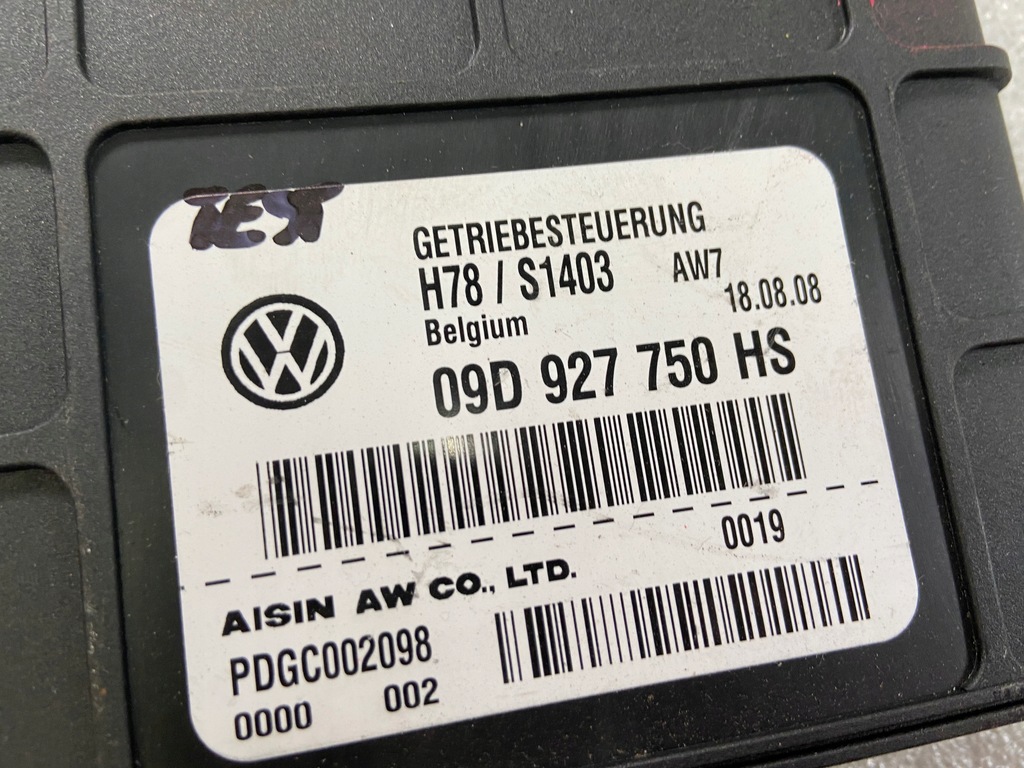 TEST
GETRIEBESTEUERUNG
H78 / S1403 AW7
18.08.08
Belgium
09D 927 750 HS
0019
AISIN AW CO., LTD.
PDGC002098
0000 002